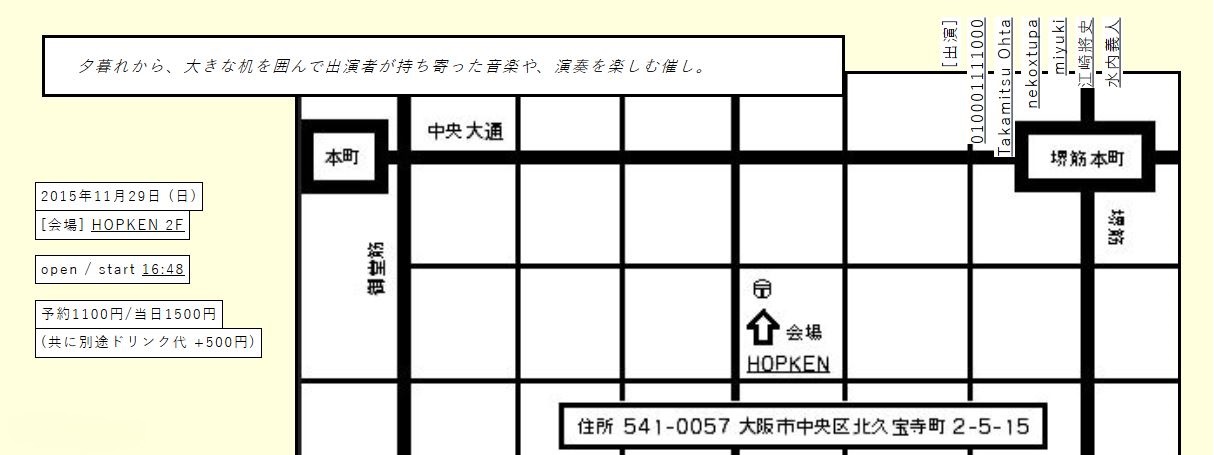 夕暮れから、大きな机を囲んで出演者が持ち寄った音楽や、演奏を楽しむ催し。
[出演]
010001111000
Takamitsu Ohta
nekoxtupa
miyuki
江崎將史
水内義人
中央大通
本町
堺筋本町
2015年11月29日 (日)
[会場] HOPKEN 2F
堺筋
御堂筋
open / start 16:48
〶
会場
HOPKEN
予約1100円/当日1500円
(共に別途ドリンク代 +500円)
住所 541-0057 大阪市中央区北久宝寺町 2-5-15